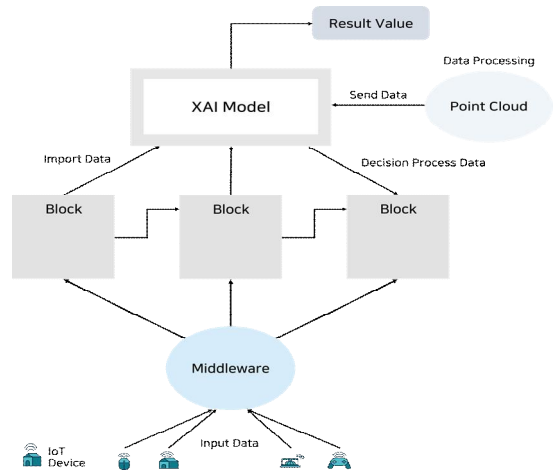 Result Value
Data Processing
XAI Model
Send Data
Point Cloud
Import Data
Decision Process Data
Block
Block
Block
Middleware
IoT
Device
Input Data